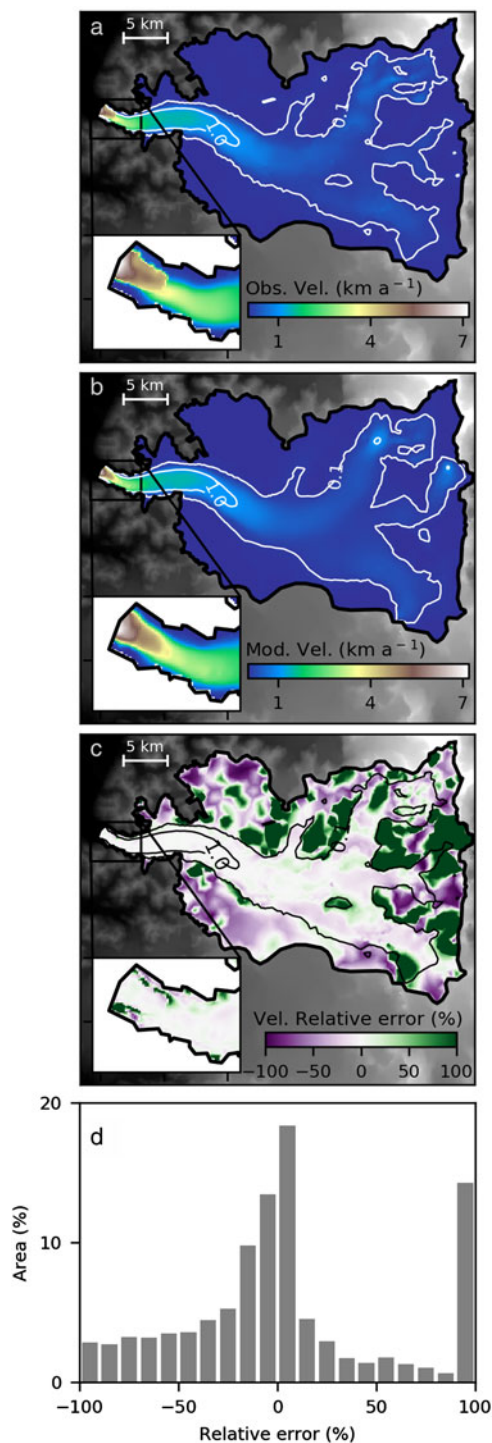 a
5 km
0.1
1.0
Obs. Vel. (km a⁻¹)
1 4 7
b
5 km
0.1
1.0
Mod. Vel. (km a⁻¹)
1 4 7
c
5 km
0.1
1.0
Vel. Relative error (%)
−100 −50 0 50 100
d
20
10
0
Area (%)
−100 −50 0 50 100
Relative error (%)